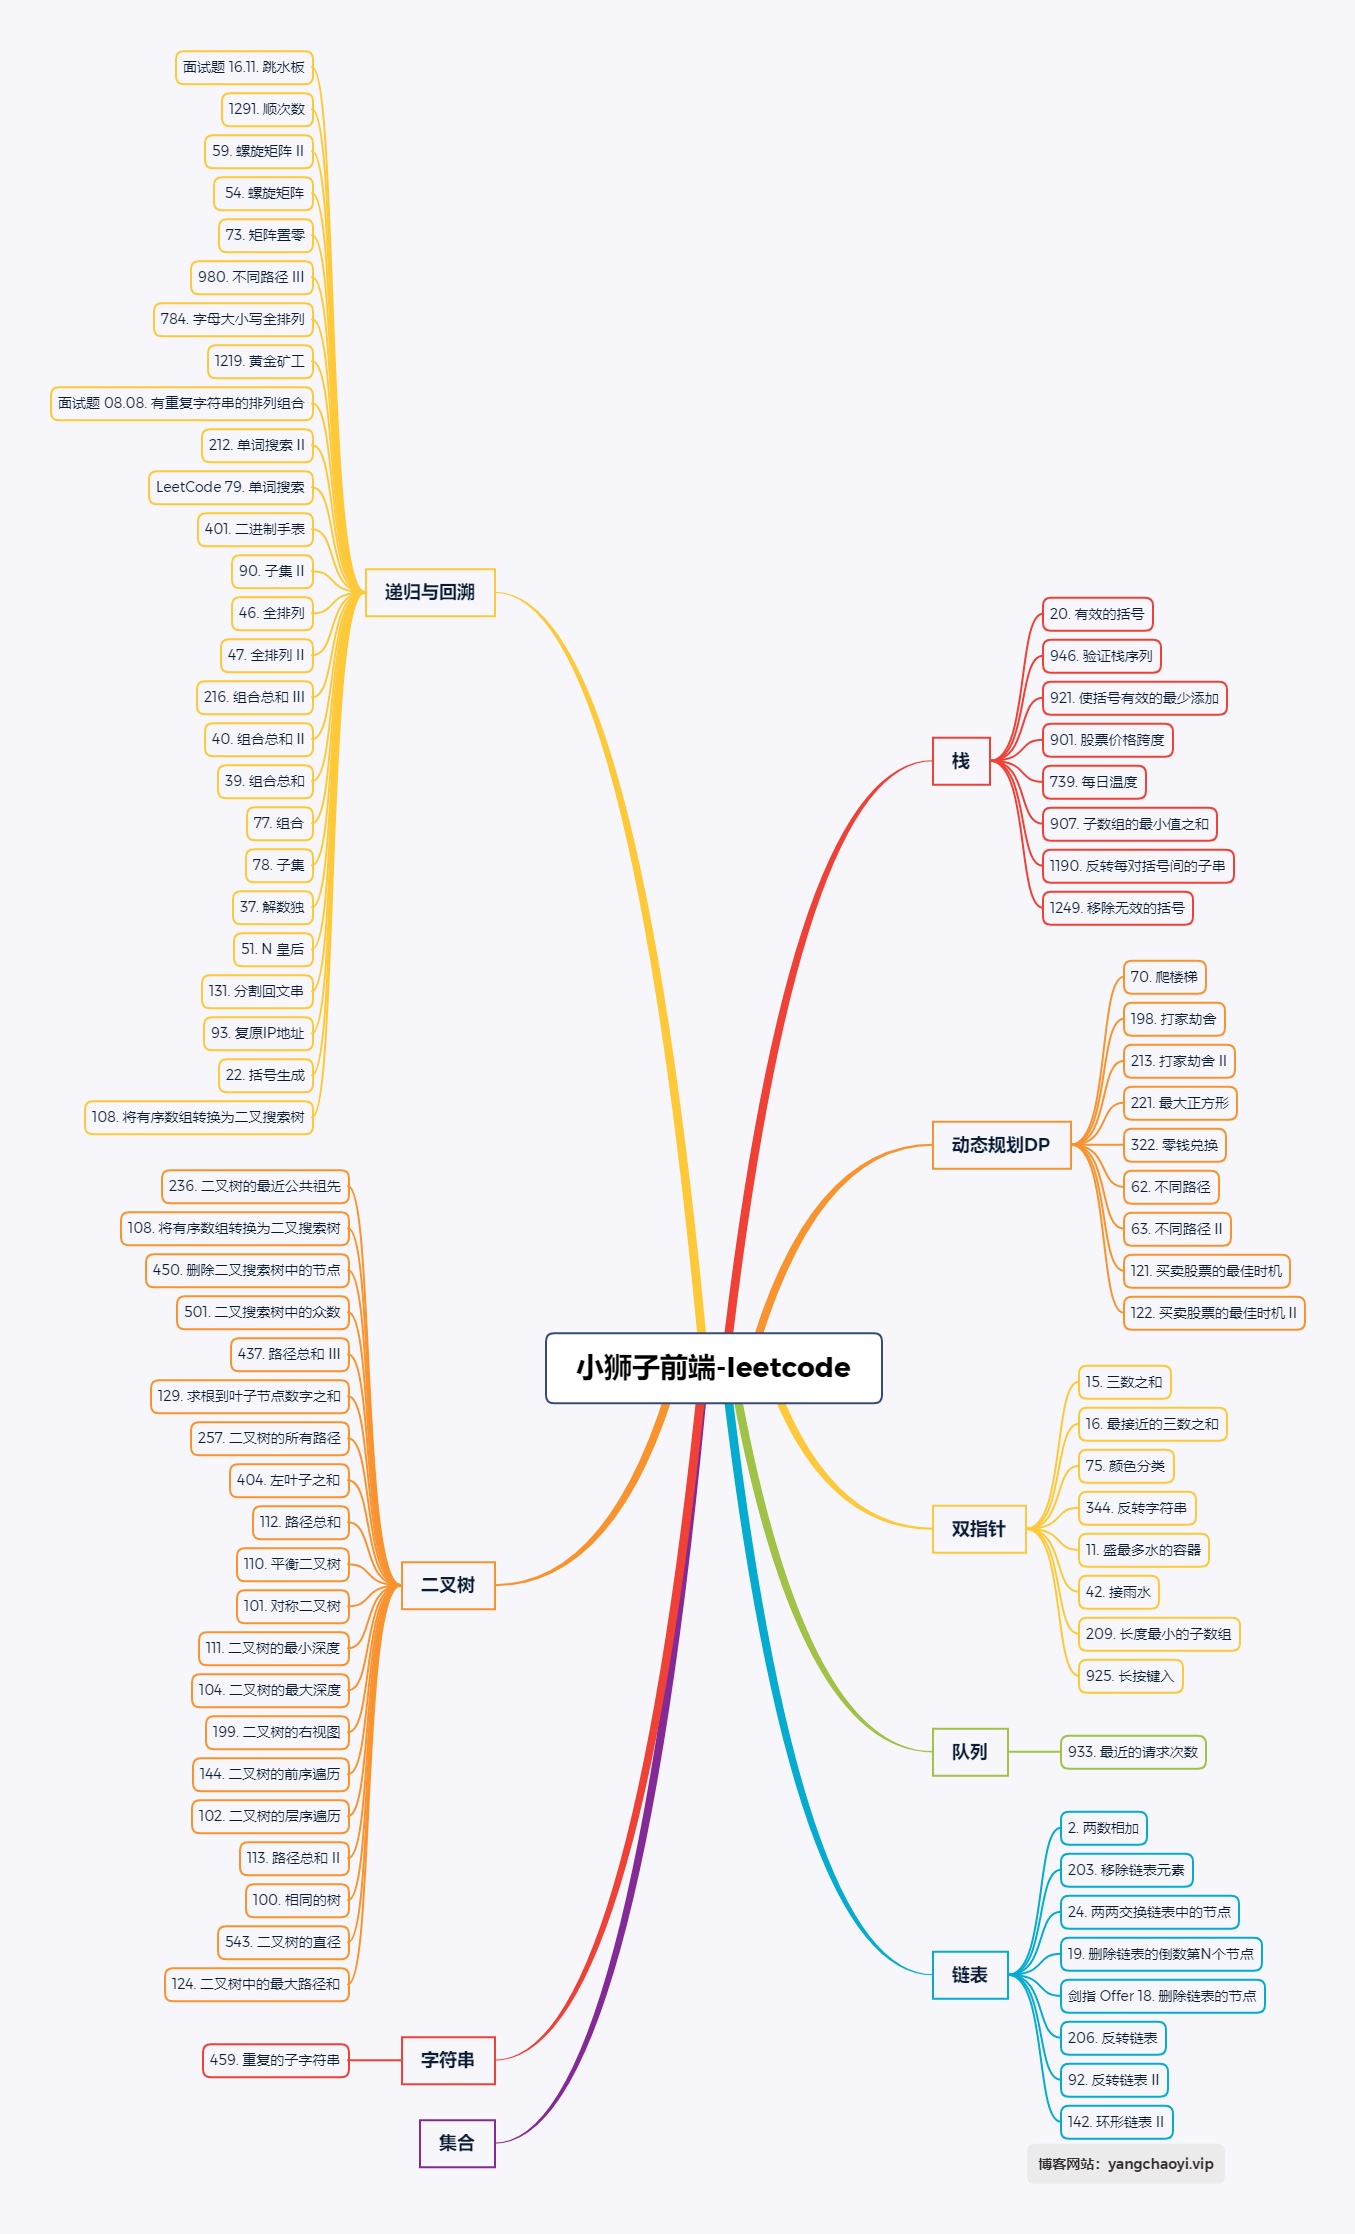 小狮子前端-leetcode
栈
20. 有效的括号
946. 验证栈序列
921. 使括号有效的最少添加
901. 股票价格跨度
739. 每日温度
907. 子数组的最小值之和
1190. 反转每对括号间的子串
1249. 移除无效的括号
动态规划DP
70. 爬楼梯
198. 打家劫舍
213. 打家劫舍 II
221. 最大正方形
322. 零钱兑换
62. 不同路径
63. 不同路径 II
121. 买卖股票的最佳时机
122. 买卖股票的最佳时机 II
双指针
15. 三数之和
16. 最接近的三数之和
75. 颜色分类
344. 反转字符串
11. 盛最多水的容器
42. 接雨水
209. 长度最小的子数组
925. 长按键入
队列
933. 最近的请求次数
链表
2. 两数相加
203. 移除链表元素
24. 两两交换链表中的节点
19. 删除链表的倒数第N个节点
剑指 Offer 18. 删除链表的节点
206. 反转链表
92. 反转链表 II
142. 环形链表 II
递归与回溯
面试题 16.11. 跳水板
1291. 顺次数
59. 螺旋矩阵 II
54. 螺旋矩阵
73. 矩阵置零
980. 不同路径 III
784. 字母大小写全排列
1219. 黄金矿工
面试题 08.08. 有重复字符串的排列组合
212. 单词搜索 II
LeetCode 79. 单词搜索
401. 二进制手表
90. 子集 II
46. 全排列
47. 全排列 II
216. 组合总和 III
40. 组合总和 II
39. 组合总和
77. 组合
78. 子集
37. 解数独
51. N 皇后
131. 分割回文串
93. 复原IP地址
22. 括号生成
108. 将有序数组转换为二叉搜索树
二叉树
236. 二叉树的最近公共祖先
108. 将有序数组转换为二叉搜索树
450. 删除二叉搜索树中的节点
501. 二叉搜索树中的众数
437. 路径总和 III
129. 求根到叶子节点数字之和
257. 二叉树的所有路径
404. 左叶子之和
112. 路径总和
110. 平衡二叉树
101. 对称二叉树
111. 二叉树的最小深度
104. 二叉树的最大深度
199. 二叉树的右视图
144. 二叉树的前序遍历
102. 二叉树的层序遍历
113. 路径总和 II
100. 相同的树
543. 二叉树的直径
124. 二叉树中的最大路径和
字符串
459. 重复的子字符串
集合
博客网站：yangchaoyi.vip